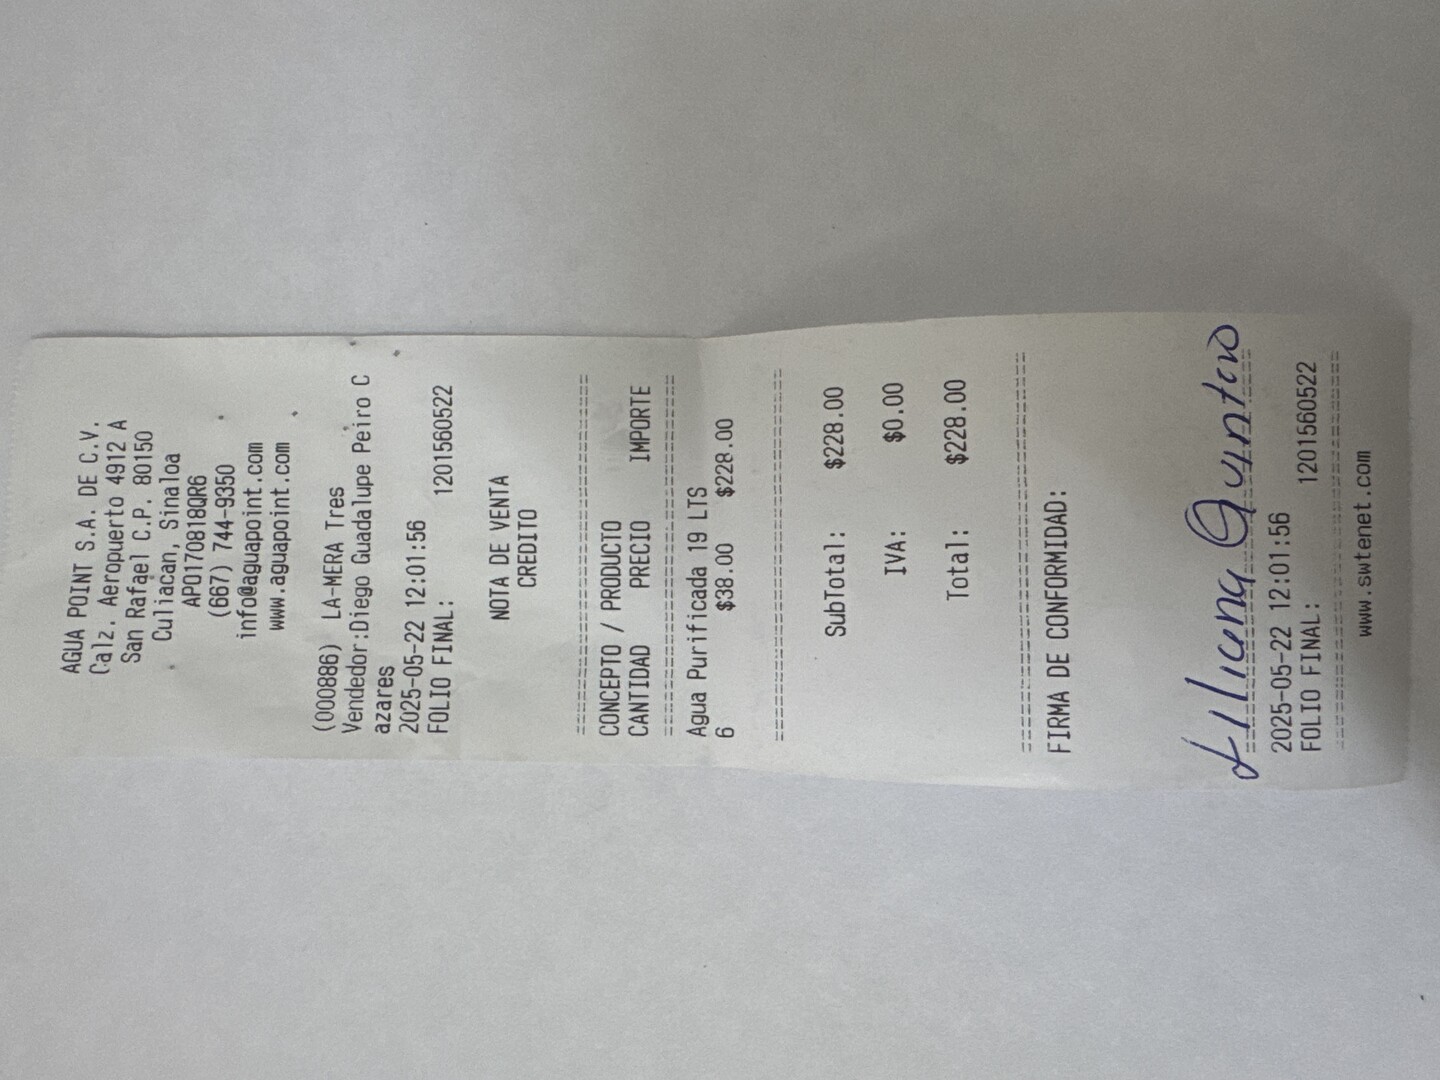 AGUA POINT S.A. DE C.V.
Calz. Aeropuerto 4912 A
San Rafael C.P. 80150
Culiacan, Sinaloa
APO170818QR6
(667) 744-9350
info@aguapoint.com
www.aguapoint.com
(000886) LA-MERA Tres
Vendedor:Diego Guadalupe Peiro C
azares
2025-05-22 12:01:56
FOLIO FINAL: 1201560522
NOTA DE VENTA
CREDITO
================================
CONCEPTO / PRODUCTO
CANTIDAD PRECIO IMPORTE
================================
Agua Purificada 19 LTS
6 $38.00 $228.00
================================
SubTotal: $228.00
IVA: $0.00
Total: $228.00
================================
FIRMA DE CONFORMIDAD:
Liliana Quintero
================================
2025-05-22 12:01:56
FOLIO FINAL: 1201560522
================================
www.swtenet.com